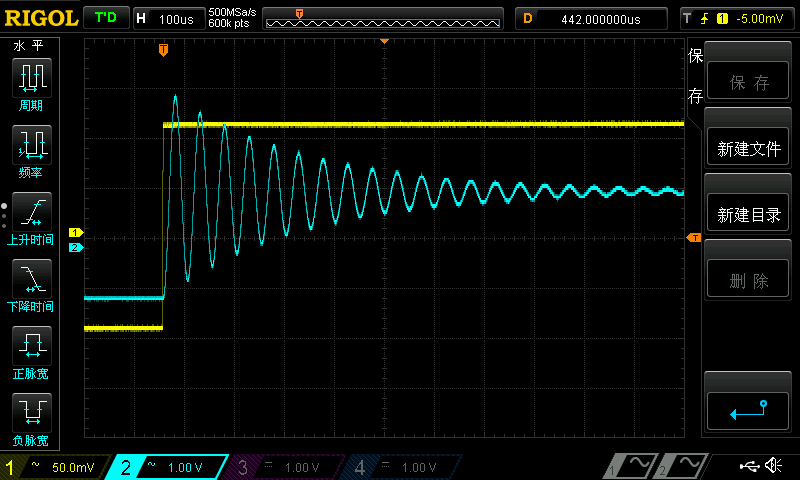 RIGOL T'D H 100us 500MSa/s 600k pts T D 442.000000us T 1 -5.00mV
水 平
周期
频率
上升时间
下降时间
正脉宽
负脉宽
T
1
2
T
保存
保 存
新建文件
新建目录
删 除
1 ~ 50.0mV 2 ~ 1.00 V 3 1.00 V 4 1.00 V 1 2